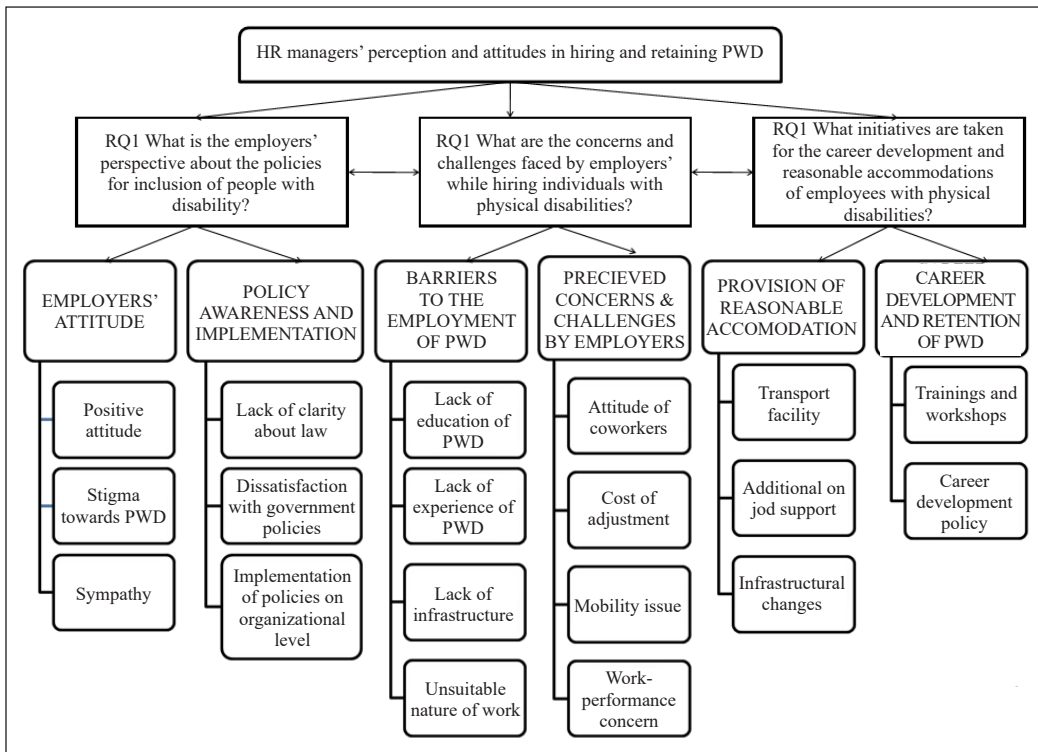 HR managers' perception and attitudes in hiring and retaining PWD
RQ1 What is the employers'
perspective about the policies
for inclusion of people with
disability?
RQ1 What are the concerns and
challenges faced by employers'
while hiring individuals with
physical disabilities?
RQ1 What initiatives are taken
for the career development and
reasonable accommodations
of employees with physical
disabilities?
EMPLOYERS'
ATTITUDE
POLICY
AWARENESS AND
IMPLEMENTATION
BARRIERS
TO THE
EMPLOYMENT
OF PWD
PRECIEVED
CONCERNS &
CHALLENGES
BY EMPLOYERS
PROVISION OF
REASONABLE
ACCOMODATION
CAREER
DEVELOPMENT
AND RETENTION
OF PWD
Positive
attitude
Stigma
towards PWD
Sympathy
Lack of clarity
about law
Dissatisfaction
with government
policies
Implementation
of policies on
organizational
level
Lack of
education of
PWD
Lack of
experience of
PWD
Lack of
infrastructure
Unsuitable
nature of work
Attitude of
coworkers
Cost of
adjustment
Mobility issue
Work-
performance
concern
Transport
facility
Additional on
jod support
Infrastructural
changes
Trainings and
workshops
Career
development
policy